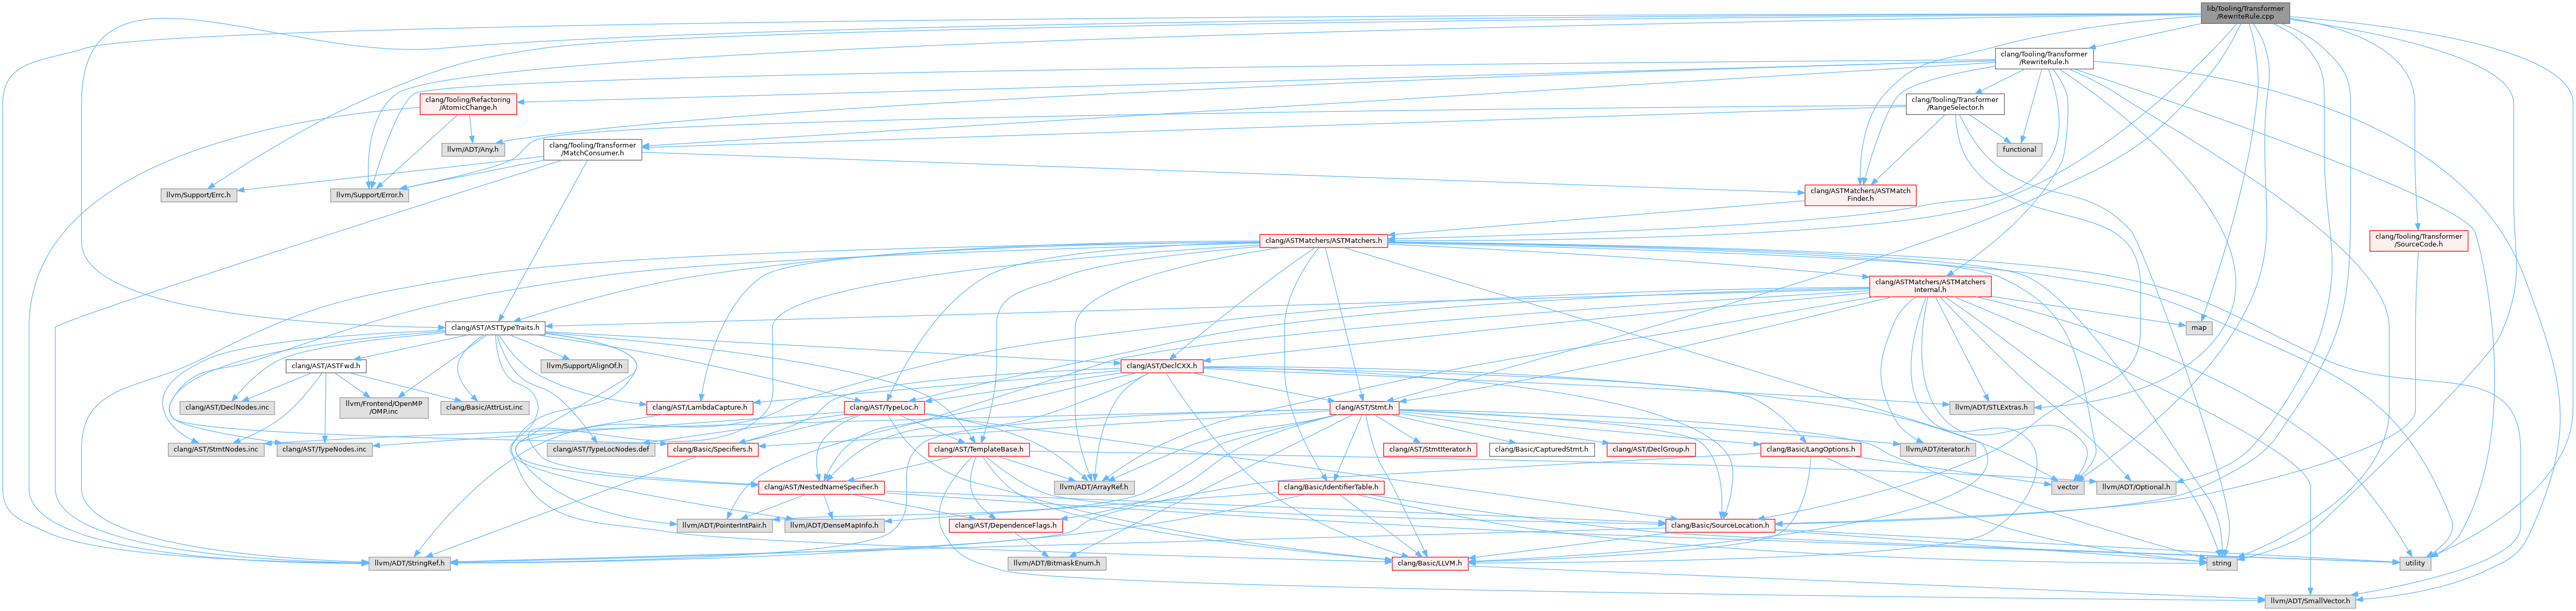 lib/Tooling/Transformer
/RewriteRule.cpp
clang/Tooling/Transformer
/RewriteRule.h
clang/Tooling/Refactoring
/AtomicChange.h
clang/Tooling/Transformer
/RangeSelector.h
llvm/ADT/Any.h
clang/Tooling/Transformer
/MatchConsumer.h
functional
llvm/Support/Errc.h
llvm/Support/Error.h
clang/ASTMatchers/ASTMatch
Finder.h
clang/ASTMatchers/ASTMatchers.h
clang/Tooling/Transformer
/SourceCode.h
clang/ASTMatchers/ASTMatchers
Internal.h
clang/AST/ASTTypeTraits.h
map
clang/AST/ASTFwd.h
llvm/Support/AlignOf.h
clang/AST/DeclCXX.h
clang/AST/DeclNodes.inc
llvm/Frontend/OpenMP
/OMP.inc
clang/Basic/AttrList.inc
clang/AST/LambdaCapture.h
clang/AST/TypeLoc.h
clang/AST/Stmt.h
llvm/ADT/STLExtras.h
clang/AST/StmtNodes.inc
clang/AST/TypeNodes.inc
clang/AST/TypeLocNodes.def
clang/Basic/Specifiers.h
clang/AST/TemplateBase.h
clang/AST/StmtIterator.h
clang/Basic/CapturedStmt.h
clang/AST/DeclGroup.h
clang/Basic/LangOptions.h
llvm/ADT/iterator.h
clang/AST/NestedNameSpecifier.h
llvm/ADT/ArrayRef.h
clang/Basic/IdentifierTable.h
vector
llvm/ADT/Optional.h
llvm/ADT/PointerIntPair.h
llvm/ADT/DenseMapInfo.h
clang/AST/DependenceFlags.h
clang/Basic/SourceLocation.h
llvm/ADT/StringRef.h
llvm/ADT/BitmaskEnum.h
clang/Basic/LLVM.h
string
utility
llvm/ADT/SmallVector.h